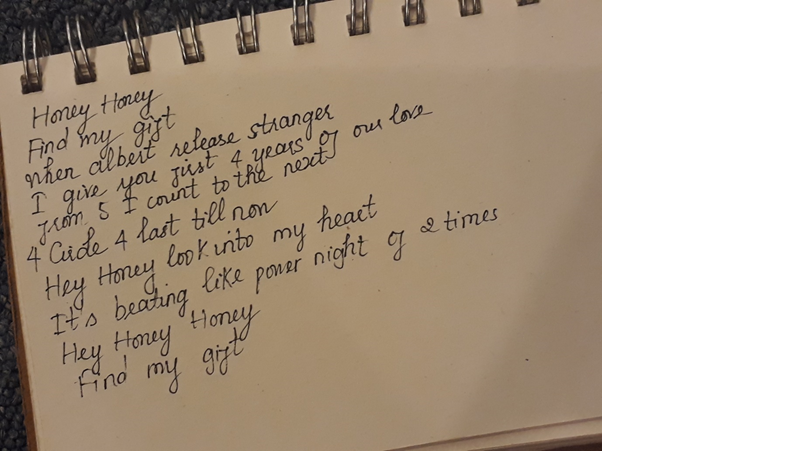 Honey Honey
Find my gift
when albert release stranger
I give you first 4 years of our love
from 5 I count to the next
4 Circle 4 last till now
Hey Honey look into my heart
It's beating like power night of 2 times
Hey Honey Honey
Find my gift